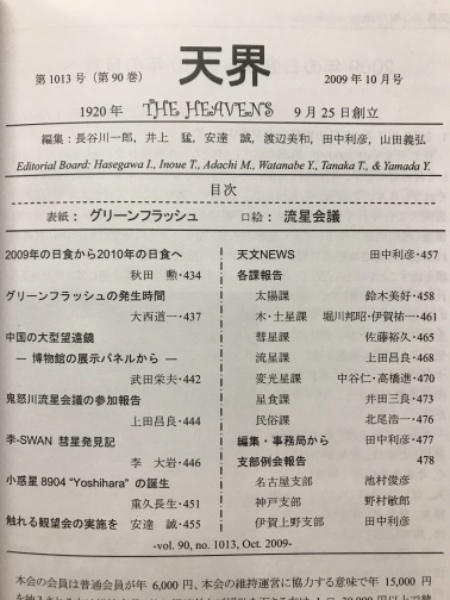 天界
第1013号(第90巻)
2009年10月号
1920年 THE HEAVENS 9月25日創立
編集：長谷川一郎，井上 猛，安達 誠，渡辺美和，田中利彦，山田義弘
Editorial Board: Hasegawa I., Inoue T., Adachi M., Watanabe Y., Tanaka T., & Yamada Y.
目次
表紙： グリーンフラッシュ 口絵： 流星会議
2009年の日食から2010年の日食へ
秋田 勲・434
グリーンフラッシュの発生時間
大西道一・437
中国の大型望遠鏡
― 博物館の展示パネルから ―
武田栄夫・442
鬼怒川流星会議の参加報告
上田昌良・444
李-SWAN 彗星発見記
李 大岩・446
小惑星8904 “Yoshihara” の誕生
重久長生・451
触れる観望会の実施を 安達 誠・455
天文NEWS 田中利彦・457
各課報告
太陽課 鈴木美好・458
木・土星課 堀川邦昭・伊賀祐一・461
彗星課 佐藤裕久・465
流星課 上田昌良・468
変光星課 中谷仁・高橋進・470
星食課 井田三良・473
民俗課 北尾浩一・476
編集・事務局から 田中利彦・477
支部例会報告 478
名古屋支部 池村俊彦
神戸支部 野村敏郎
伊賀上野支部 田中利彦
-vol. 90, no. 1013, Oct. 2009-
本会の会員は普通会員が年 6,000円、本会の維持運営に協力する意味で年 15,000円